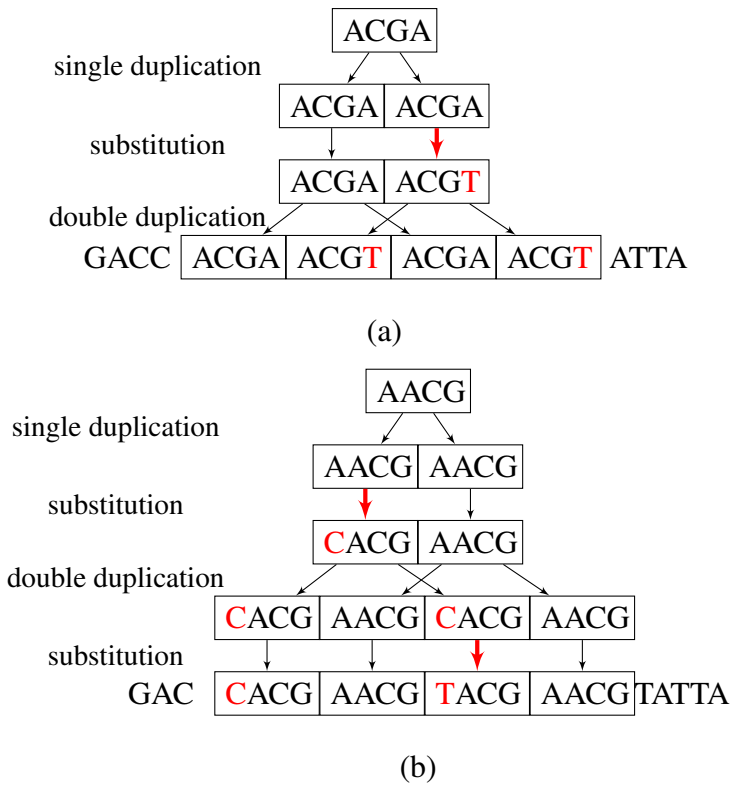 ACGA
single duplication
ACGA ACGA
substitution
ACGA ACGT
double duplication
GACC ACGA ACGT ACGA ACGT ATTA
(a)
AACG
single duplication
AACG AACG
substitution
CACG AACG
double duplication
CACG AACG CACG AACG
substitution
GAC CACG AACG TACG AACG TATTA
(b)